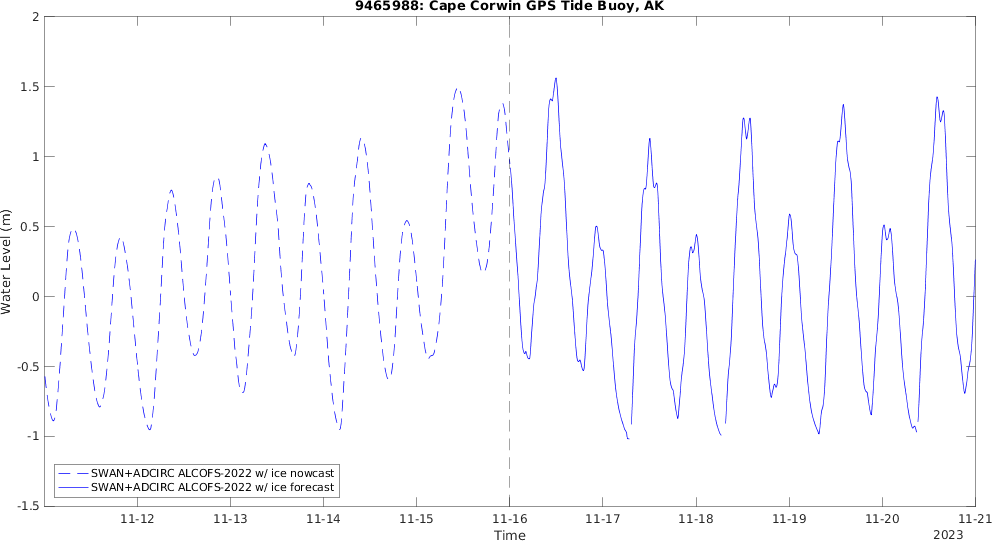 9465988: Cape Corwin GPS Tide Buoy, AK
2
1.5
1
0.5
0
-0.5
-1
-1.5
Water Level (m)
SWAN+ADCIRC ALCOFS-2022 w/ ice nowcast
SWAN+ADCIRC ALCOFS-2022 w/ ice forecast
11-12 11-13 11-14 11-15 11-16 11-17 11-18 11-19 11-20 11-21
Time
2023